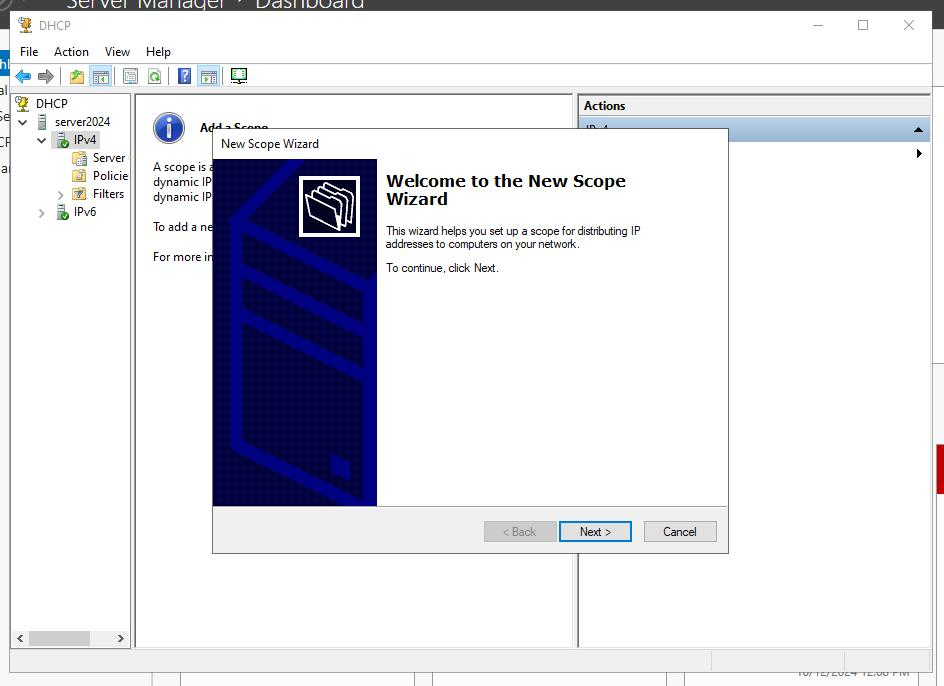 Server Manager · Dashboard
DHCP
File Action View Help
DHCP
server2024
IPv4
Server
Policie
Filters
IPv6
Add a Scope
A scope is a
dynamic IP
dynamic IP
To add a ne
For more in
Actions
IPv4
New Scope Wizard
Welcome to the New Scope
Wizard
This wizard helps you set up a scope for distributing IP
addresses to computers on your network.
To continue, click Next.
< Back
Next >
Cancel
10/12/2024 12:08 PM